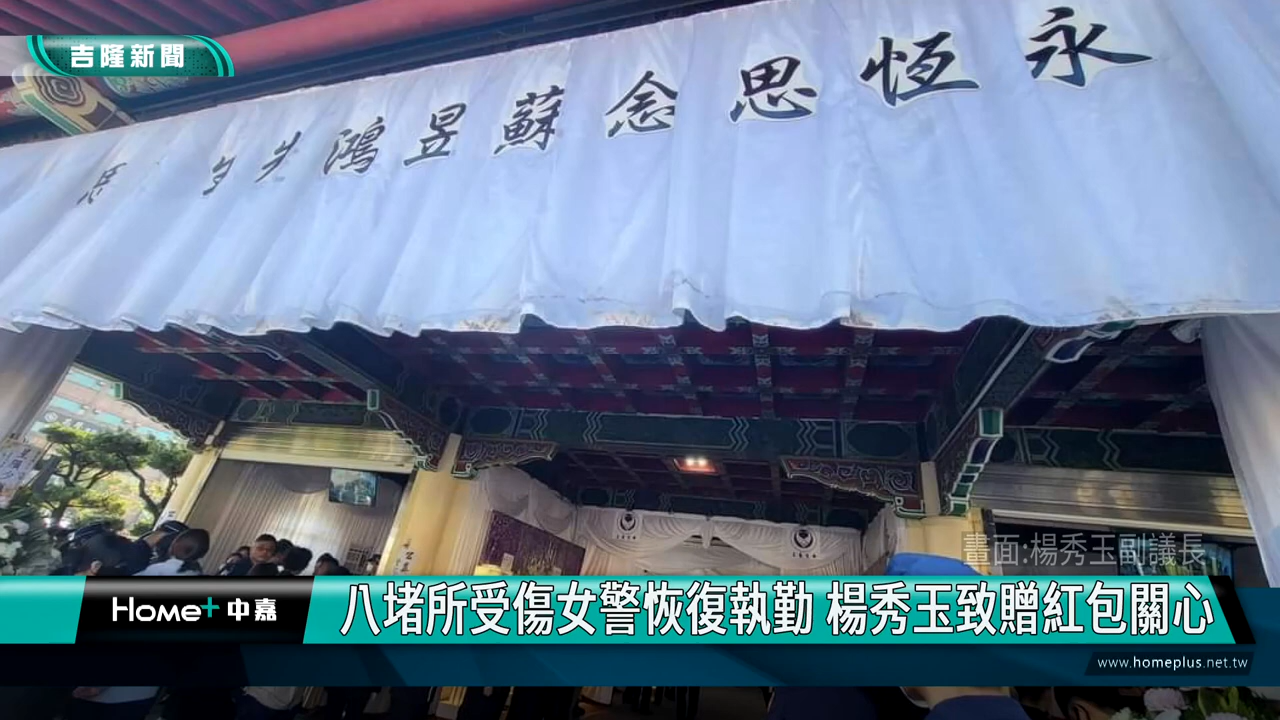 吉隆新聞
永恆思念蘇昱鴻
畫面:楊秀玉副議長
Home+中嘉
八堵所受傷女警恢復執勤 楊秀玉致贈紅包關心
www.homeplus.net.tw